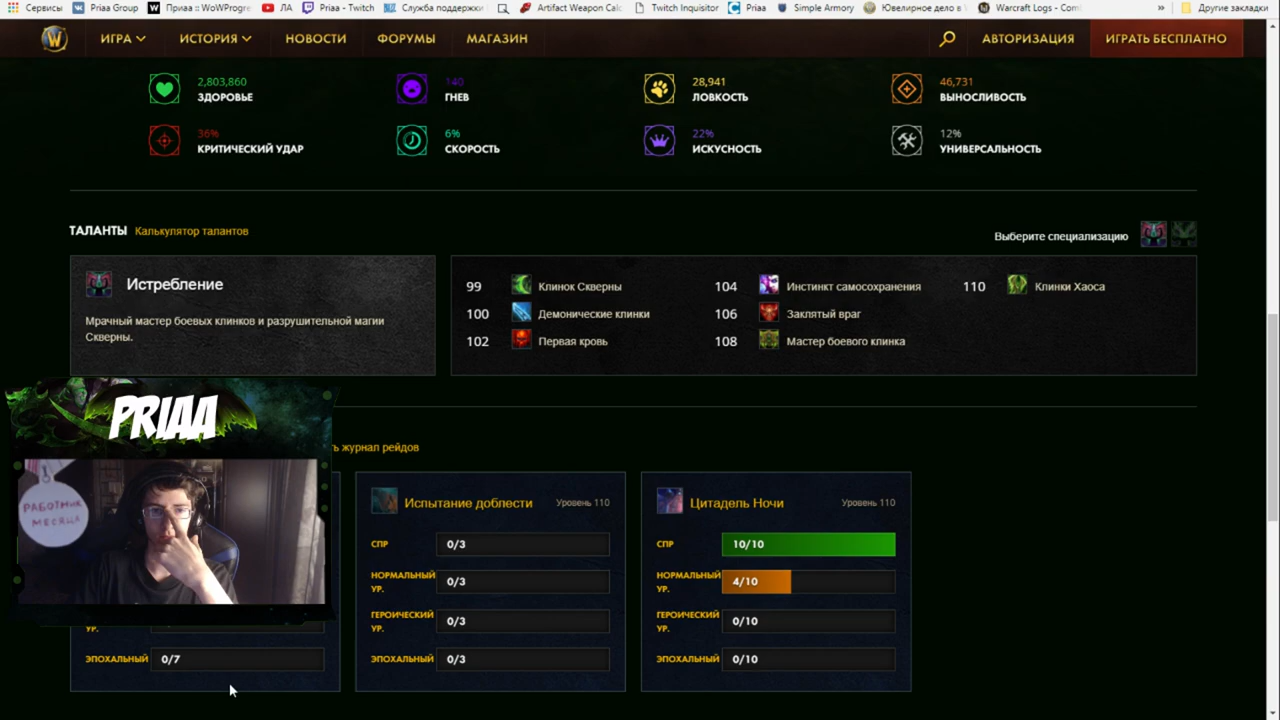 Сервисы Priaa Group Приаа :: WoWProgre ЛА Priaa - Twitch Служба поддержки Artifact Weapon Calc Twitch Inquisitor Priaa Simple Armory Ювелирное дело в Warcraft Logs - Com » Другие закладки
ИГРА ИСТОРИЯ НОВОСТИ ФОРУМЫ МАГАЗИН АВТОРИЗАЦИЯ ИГРАТЬ БЕСПЛАТНО
2,803,860 140 28,941 46,731
ЗДОРОВЬЕ ГНЕВ ЛОВКОСТЬ ВЫНОСЛИВОСТЬ
36% 6% 22% 12%
КРИТИЧЕСКИЙ УДАР СКОРОСТЬ ИСКУСНОСТЬ УНИВЕРСАЛЬНОСТЬ
ТАЛАНТЫ Калькулятор талантов Выберите специализацию
Истребление
Мрачный мастер боевых клинков и разрушительной магии
Скверны.
99 Клинок Скверны 104 Инстинкт самосохранения 110 Клинки Хаоса
100 Демонические клинки 106 Заклятый враг
102 Первая кровь 108 Мастер боевого клинка
PRIAA
ть журнал рейдов
РАБОТНИК
МЕСЯЦА
УР.
ЭПОХАЛЬНЫЙ 0/7
Испытание доблести Уровень 110
СПР 0/3
НОРМАЛЬНЫЙ УР. 0/3
ГЕРОИЧЕСКИЙ УР. 0/3
ЭПОХАЛЬНЫЙ 0/3
Цитадель Ночи Уровень 110
СПР 10/10
НОРМАЛЬНЫЙ УР. 4/10
ГЕРОИЧЕСКИЙ УР. 0/10
ЭПОХАЛЬНЫЙ 0/10